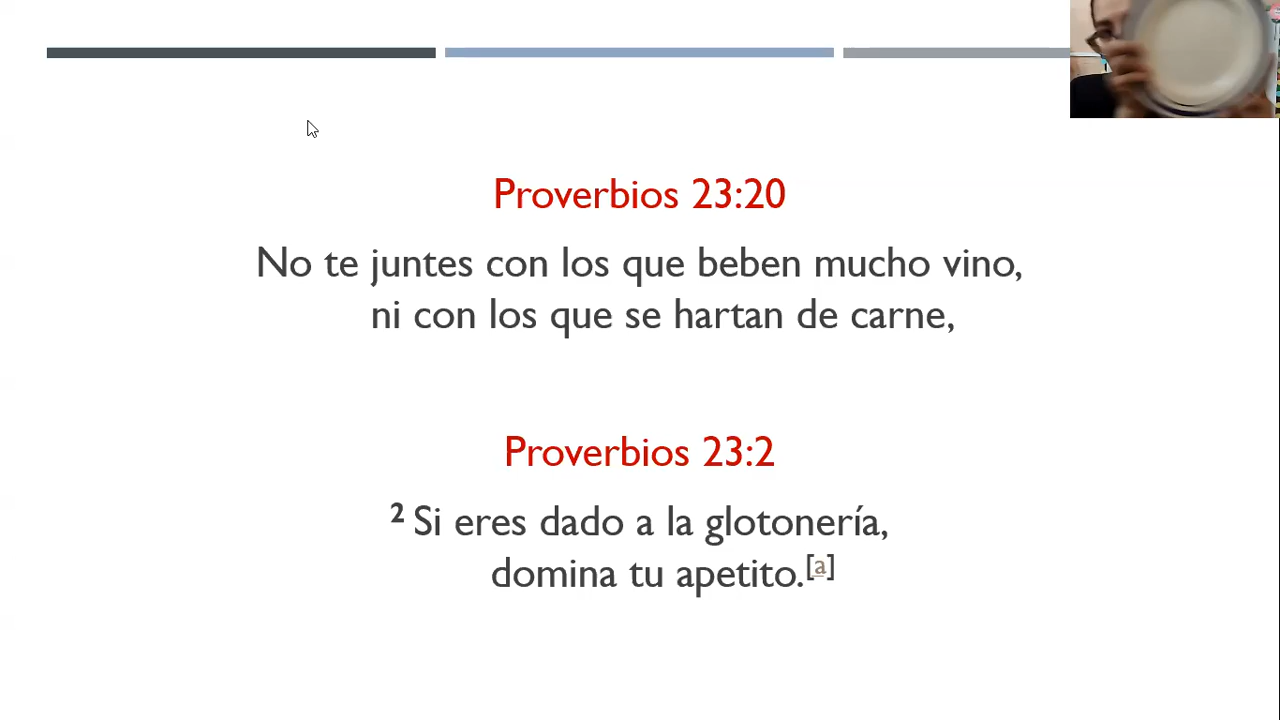 Proverbios 23:20
No te juntes con los que beben mucho vino,
ni con los que se hartan de carne,
Proverbios 23:2
2 Si eres dado a la glotonería,
domina tu apetito.[a]